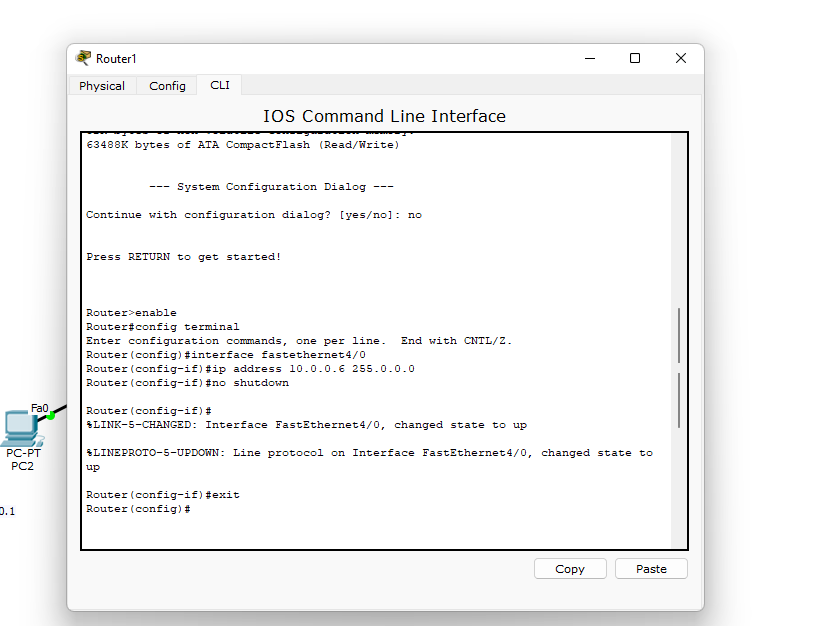 Router1
Physical
Config
CLI
IOS Command Line Interface
63488K bytes of ATA CompactFlash (Read/Write)
--- System Configuration Dialog ---
Continue with configuration dialog? [yes/no]: no
Press RETURN to get started!
Router>enable
Router#config terminal
Enter configuration commands, one per line.  End with CNTL/Z.
Router(config)#interface fastethernet4/0
Router(config-if)#ip address 10.0.0.6 255.0.0.0
Router(config-if)#no shutdown
Router(config-if)#
%LINK-5-CHANGED: Interface FastEthernet4/0, changed state to up
%LINEPROTO-5-UPDOWN: Line protocol on Interface FastEthernet4/0, changed state to
up
Router(config-if)#exit
Router(config)#
Copy
Paste
Fa0
PC-PT
PC2
0.1